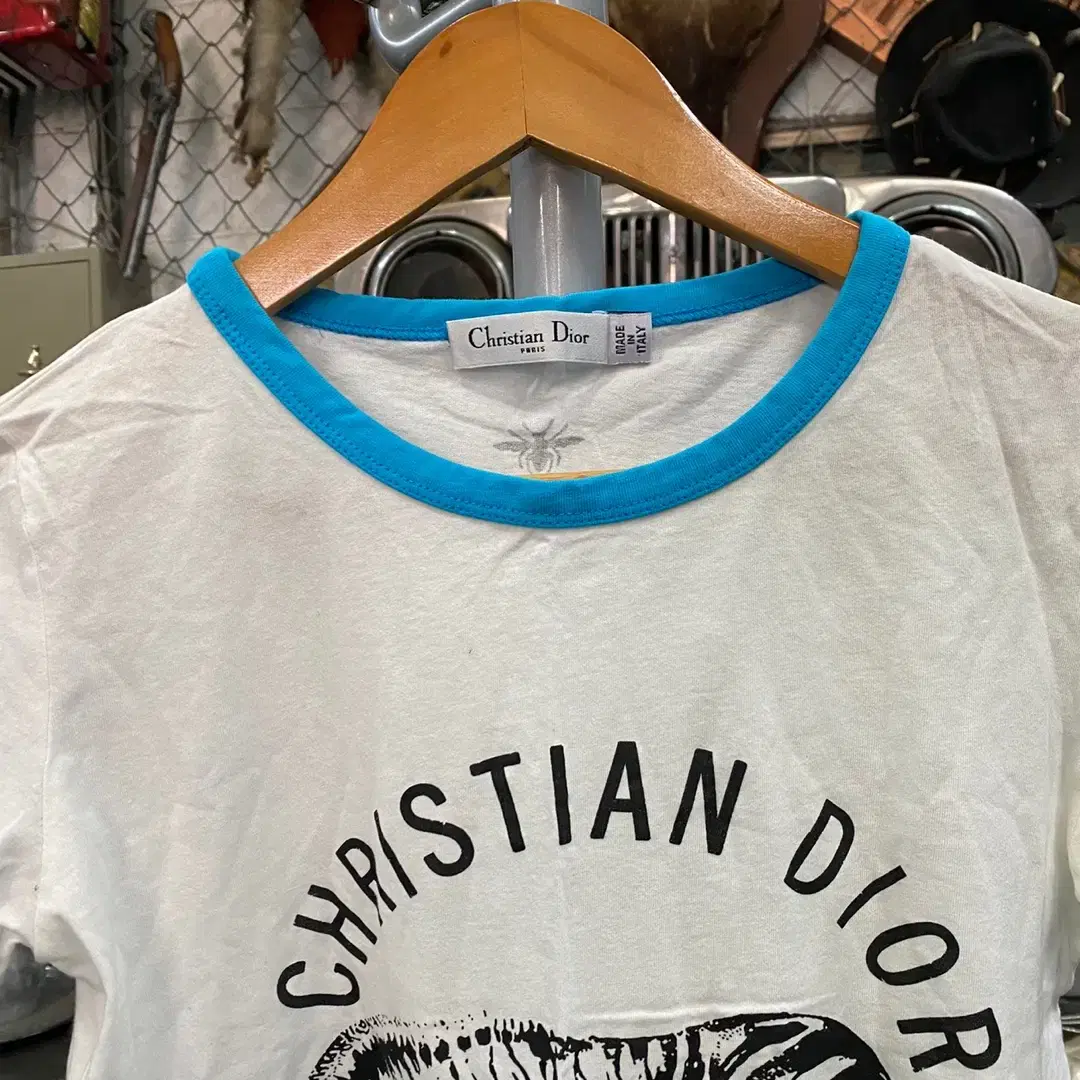 Christian Dior
PARIS
MADE
IN
ITALY
CHRISTIAN DIOR